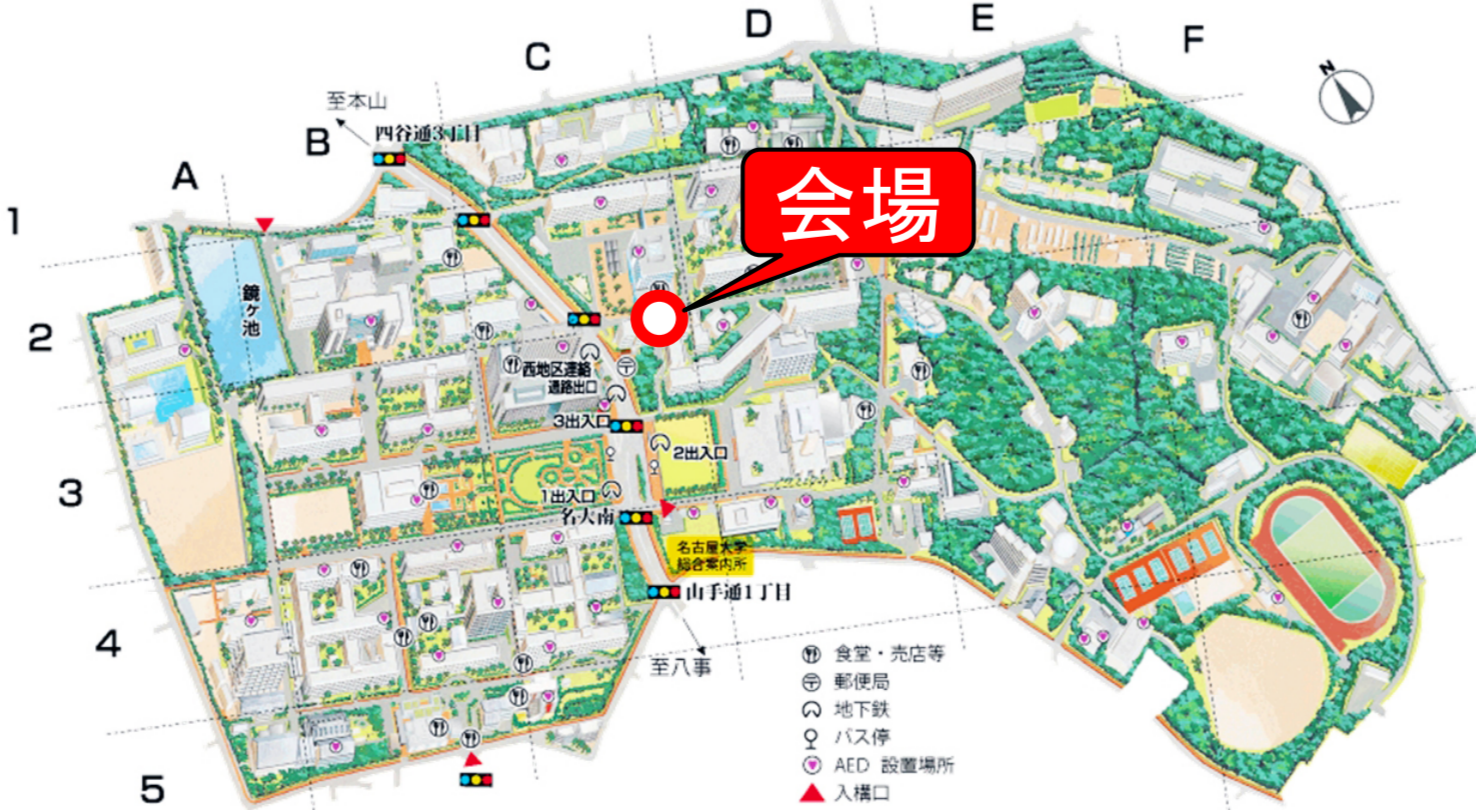 A
B
C
D
E
F
1
2
3
4
5
N
至本山
四谷通3丁目
会場
鏡ヶ池
西地区連絡
通路出口
3出入口
2出入口
1出入口
名大南
名古屋大学
総合案内所
山手通1丁目
至八事
食堂・売店等
〒 郵便局
地下鉄
バス停
AED 設置場所
入構口